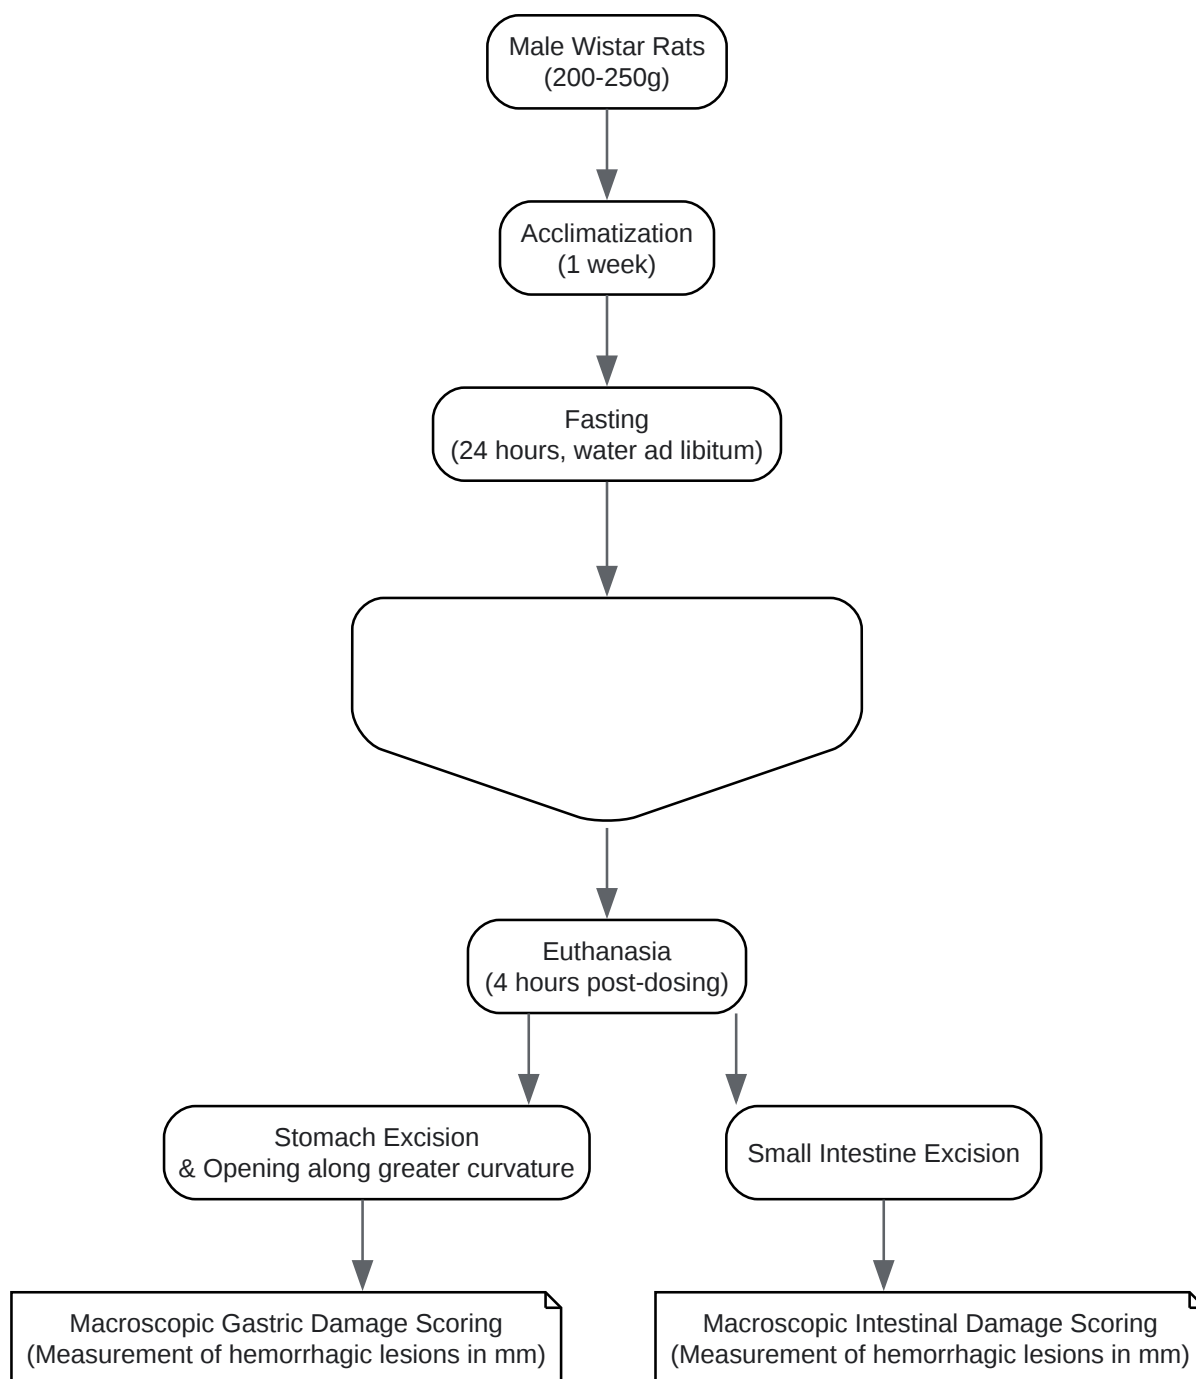 Male Wistar Rats
(200-250g)
Acclimatization
(1 week)
Fasting
(24 hours, water ad libitum)
Euthanasia
(4 hours post-dosing)
Stomach Excision
& Opening along greater curvature
Small Intestine Excision
Macroscopic Gastric Damage Scoring
(Measurement of hemorrhagic lesions in mm)
Macroscopic Intestinal Damage Scoring
(Measurement of hemorrhagic lesions in mm)